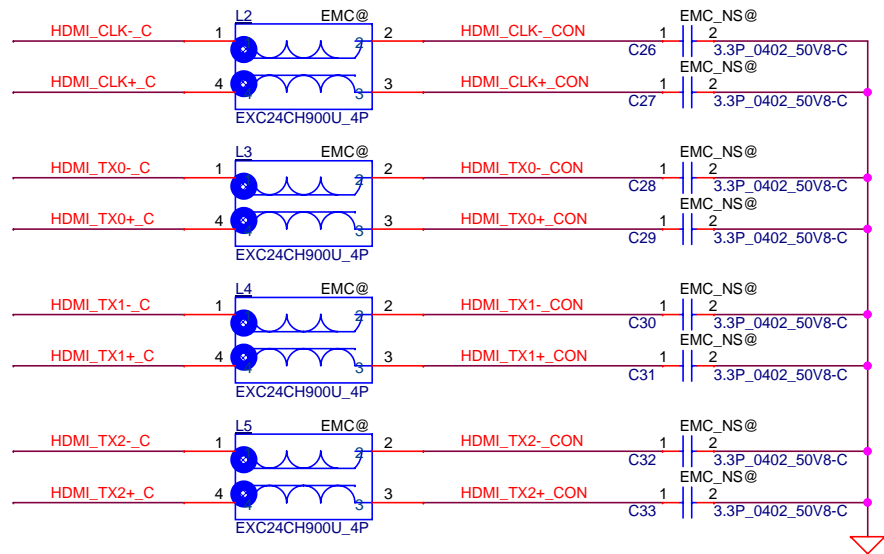 L2 EMC@ EMC_NS@
HDMI_CLK-_C 1 2 2 HDMI_CLK-_CON 1 2
C26 3.3P_0402_50V8-C
EMC_NS@
HDMI_CLK+_C 4 3 3 HDMI_CLK+_CON 1 2
C27 3.3P_0402_50V8-C
EXC24CH900U_4P
L3 EMC@ EMC_NS@
HDMI_TX0-_C 1 2 2 HDMI_TX0-_CON 1 2
C28 3.3P_0402_50V8-C
EMC_NS@
HDMI_TX0+_C 4 3 3 HDMI_TX0+_CON 1 2
C29 3.3P_0402_50V8-C
EXC24CH900U_4P
L4 EMC@ EMC_NS@
HDMI_TX1-_C 1 2 2 HDMI_TX1-_CON 1 2
C30 3.3P_0402_50V8-C
EMC_NS@
HDMI_TX1+_C 4 3 3 HDMI_TX1+_CON 1 2
C31 3.3P_0402_50V8-C
EXC24CH900U_4P
L5 EMC@ EMC_NS@
HDMI_TX2-_C 1 2 2 HDMI_TX2-_CON 1 2
C32 3.3P_0402_50V8-C
EMC_NS@
HDMI_TX2+_C 4 3 3 HDMI_TX2+_CON 1 2
C33 3.3P_0402_50V8-C
EXC24CH900U_4P